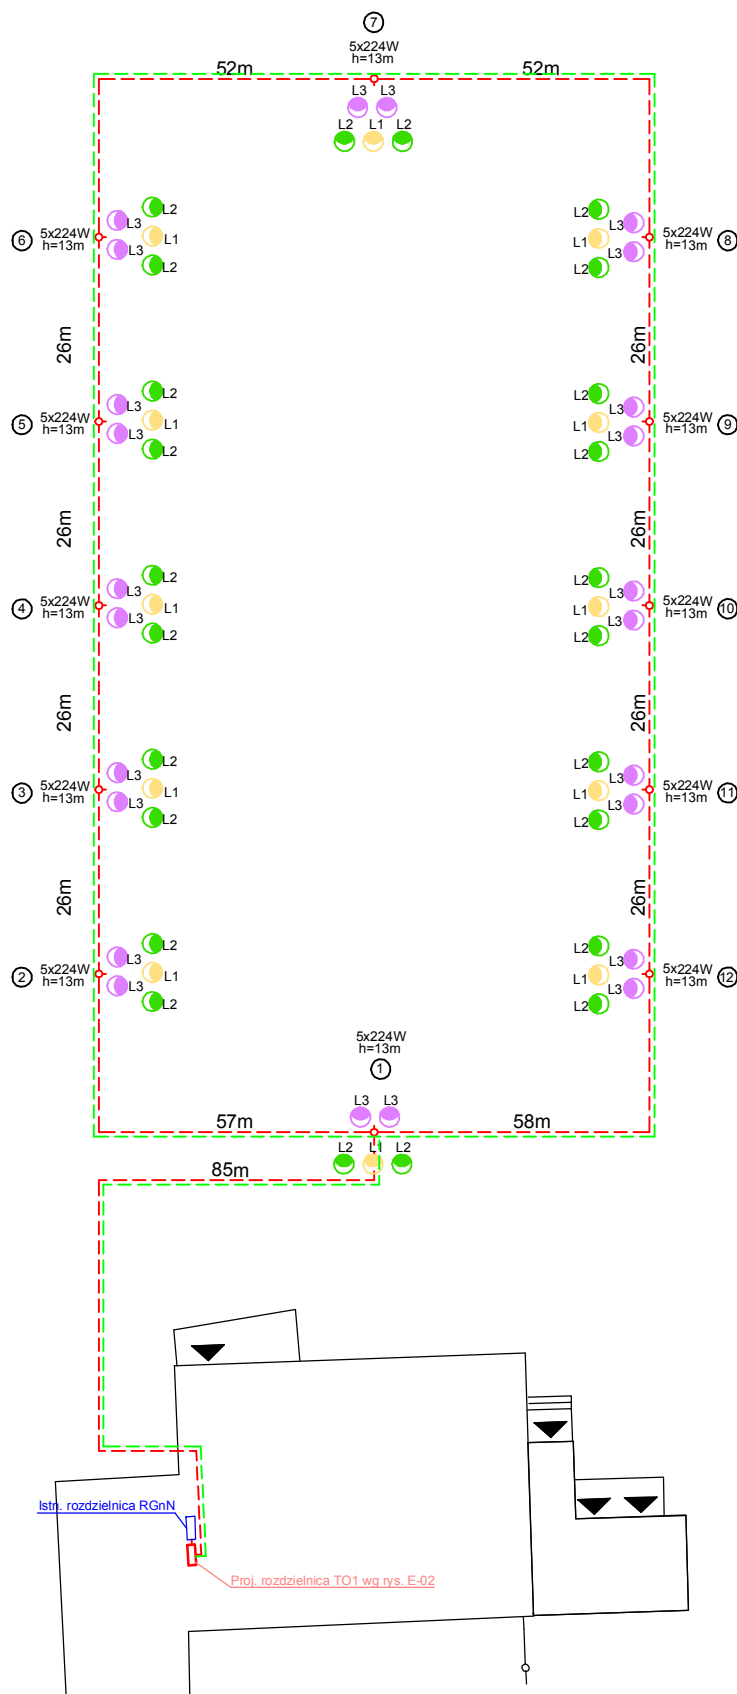 7
5x224W
h=13m
52m
52m
L3
L3
L2
L1
L2
L2
L3
L1
L3
L2
6
5x224W
h=13m
L2
L3
L1
L3
L2
5x224W
h=13m
8
26m
26m
L2
L3
L1
L3
L2
5
5x224W
h=13m
L2
L3
L1
L3
L2
5x224W
h=13m
9
26m
26m
L2
L3
L1
L3
L2
4
5x224W
h=13m
L2
L3
L1
L3
L2
5x224W
h=13m
10
26m
26m
L2
L3
L1
L3
L2
3
5x224W
h=13m
L2
L3
L1
L3
L2
5x224W
h=13m
11
26m
26m
L2
L3
L1
L3
L2
2
5x224W
h=13m
L2
L3
L1
L3
L2
5x224W
h=13m
12
5x224W
h=13m
1
L3
L3
57m
58m
L2
L1
L2
85m
Istn. rozdzielnica RGnN
Proj. rozdzielnica TO1 wg rys. E-02